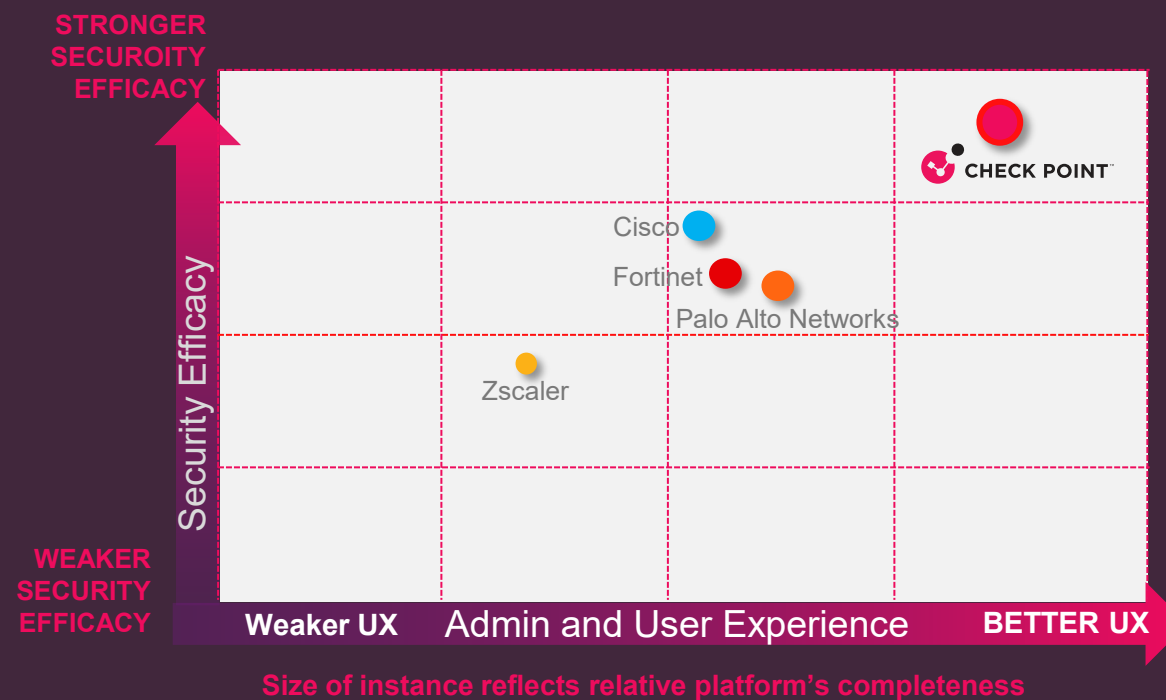 STRONGER
SECUROITY
EFFICACY
CHECK POINT™
Cisco
Fortinet
Palo Alto Networks
Zscaler
Security Efficacy
WEAKER
SECURITY
EFFICACY
Weaker UX
Admin and User Experience
BETTER UX
Size of instance reflects relative platform's completeness